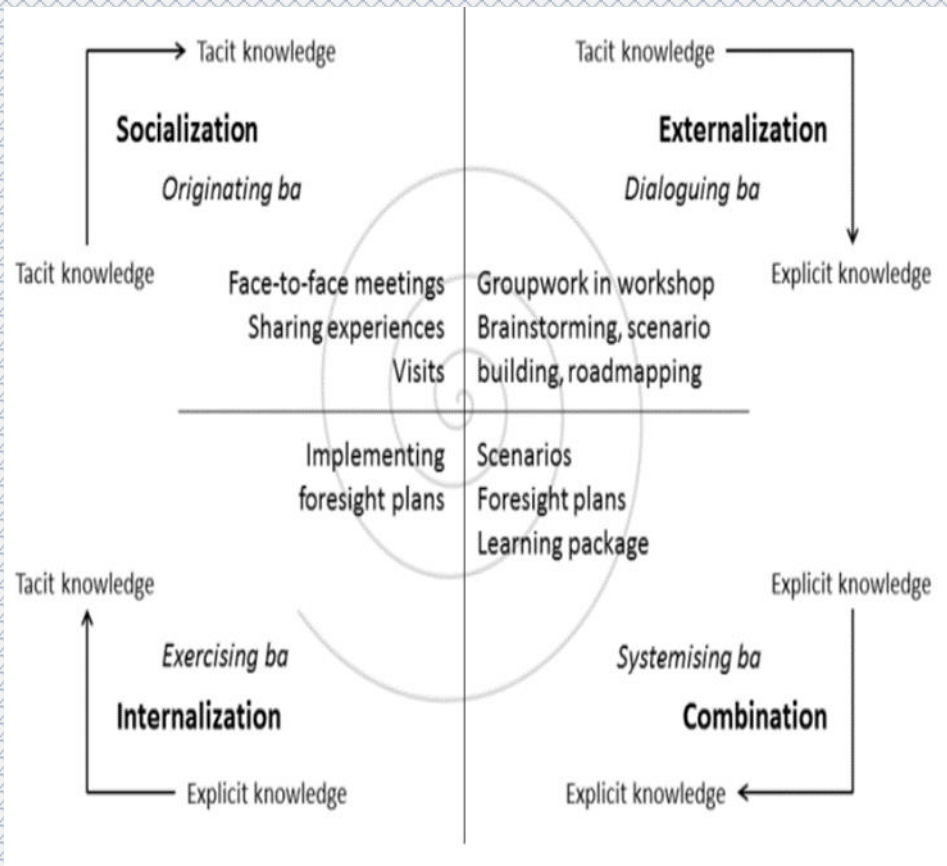 Tacit knowledge
Socialization
Originating ba
Tacit knowledge
Face-to-face meetings
Sharing experiences
Visits
Tacit knowledge
Externalization
Dialoguing ba
Explicit knowledge
Groupwork in workshop
Brainstorming, scenario
building, roadmapping
Implementing
foresight plans
Tacit knowledge
Exercising ba
Internalization
Explicit knowledge
Scenarios
Foresight plans
Learning package
Explicit knowledge
Systemising ba
Combination
Explicit knowledge